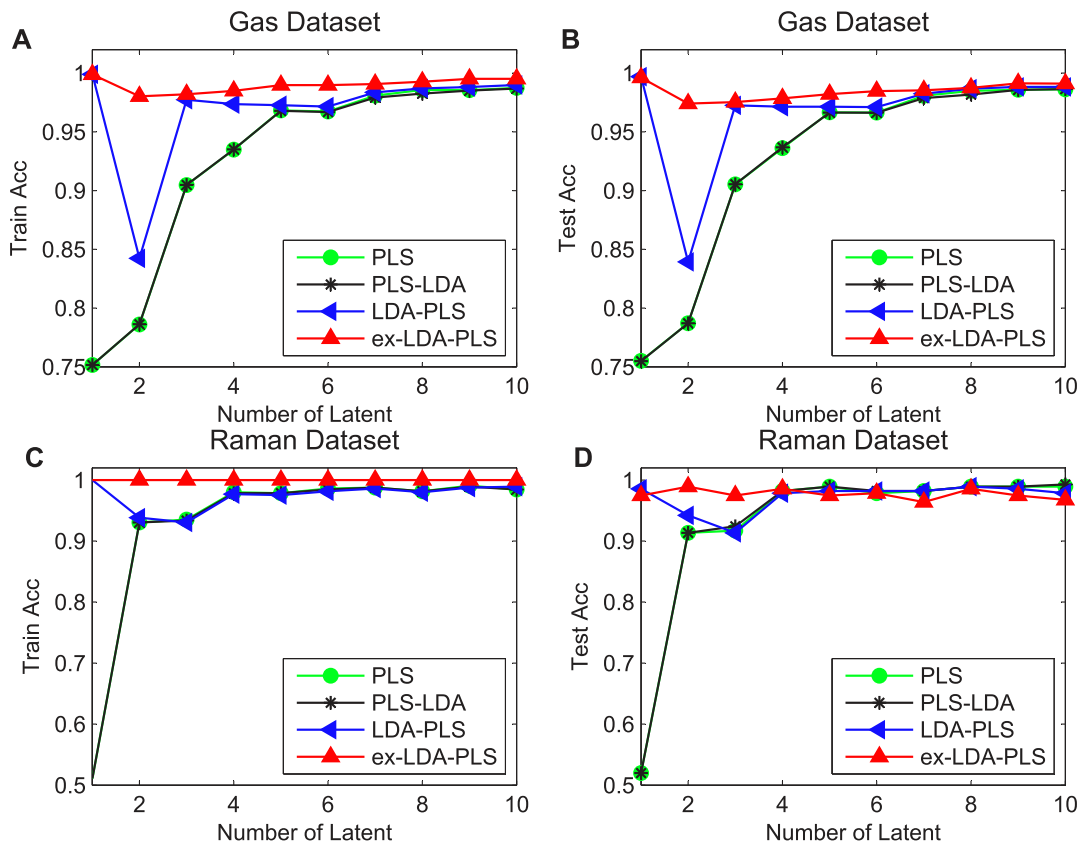 A
Gas Dataset
Train Acc
1
0.95
0.9
0.85
0.8
0.75
2
4
6
8
10
Number of Latent
PLS
PLS-LDA
LDA-PLS
ex-LDA-PLS
B
Gas Dataset
Test Acc
1
0.95
0.9
0.85
0.8
0.75
2
4
6
8
10
Number of Latent
PLS
PLS-LDA
LDA-PLS
ex-LDA-PLS
C
Raman Dataset
Train Acc
1
0.9
0.8
0.7
0.6
0.5
2
4
6
8
10
Number of Latent
PLS
PLS-LDA
LDA-PLS
ex-LDA-PLS
D
Raman Dataset
Test Acc
1
0.9
0.8
0.7
0.6
0.5
2
4
6
8
10
Number of Latent
PLS
PLS-LDA
LDA-PLS
ex-LDA-PLS